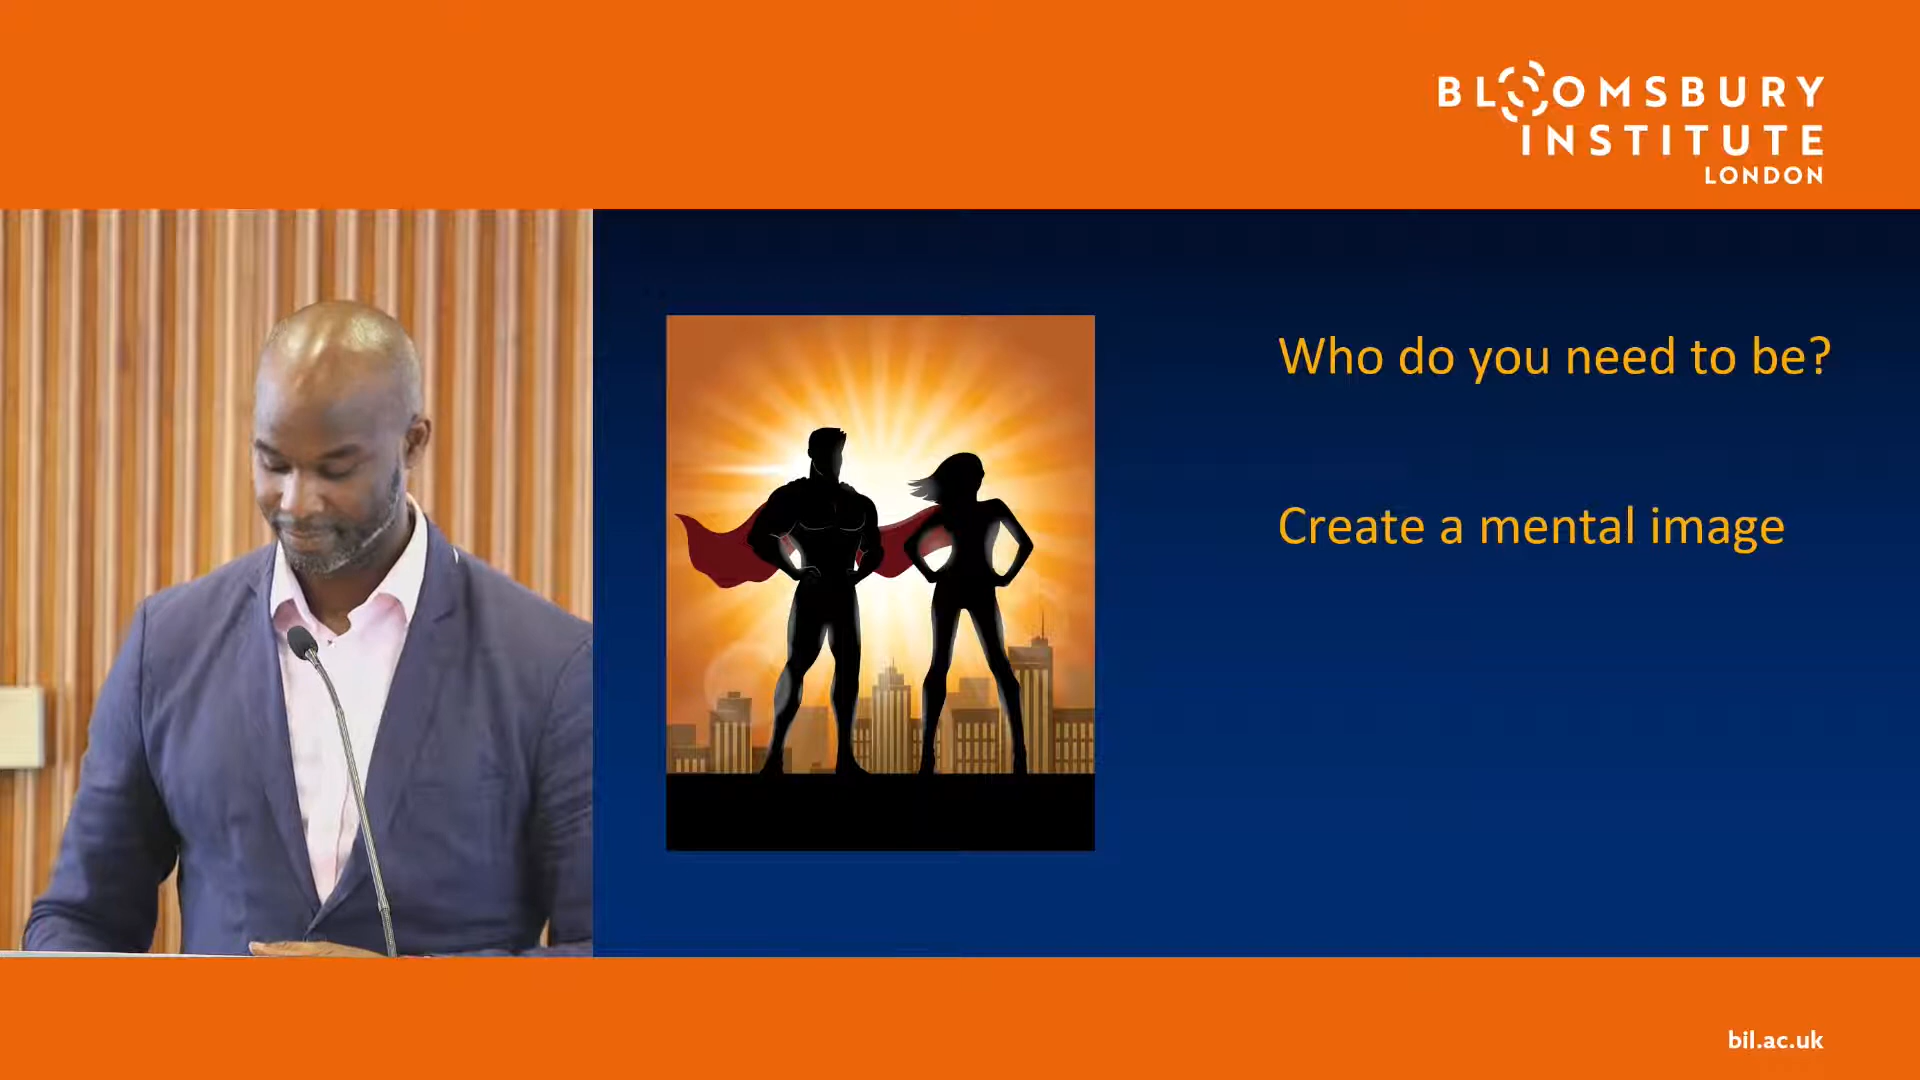 BLOOMSBURY
INSTITUTE
LONDON
Who do you need to be?
Create a mental image
bil.ac.uk